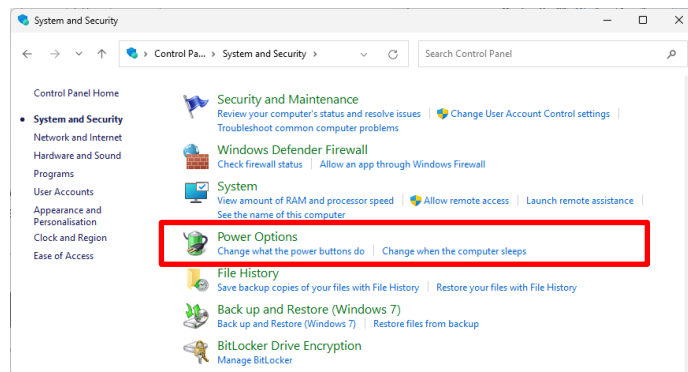 System and Security
Control Pa... › System and Security ›
Search Control Panel
Control Panel Home
System and Security
Network and Internet
Hardware and Sound
Programs
User Accounts
Appearance and
Personalisation
Clock and Region
Ease of Access
Security and Maintenance
Review your computer's status and resolve issues
Change User Account Control settings
Troubleshoot common computer problems
Windows Defender Firewall
Check firewall status
Allow an app through Windows Firewall
System
View amount of RAM and processor speed
Allow remote access
Launch remote assistance
See the name of this computer
Power Options
Change what the power buttons do
Change when the computer sleeps
File History
Save backup copies of your files with File History
Restore your files with File History
Back up and Restore (Windows 7)
Back up and Restore (Windows 7)
Restore files from backup
BitLocker Drive Encryption
Manage BitLocker